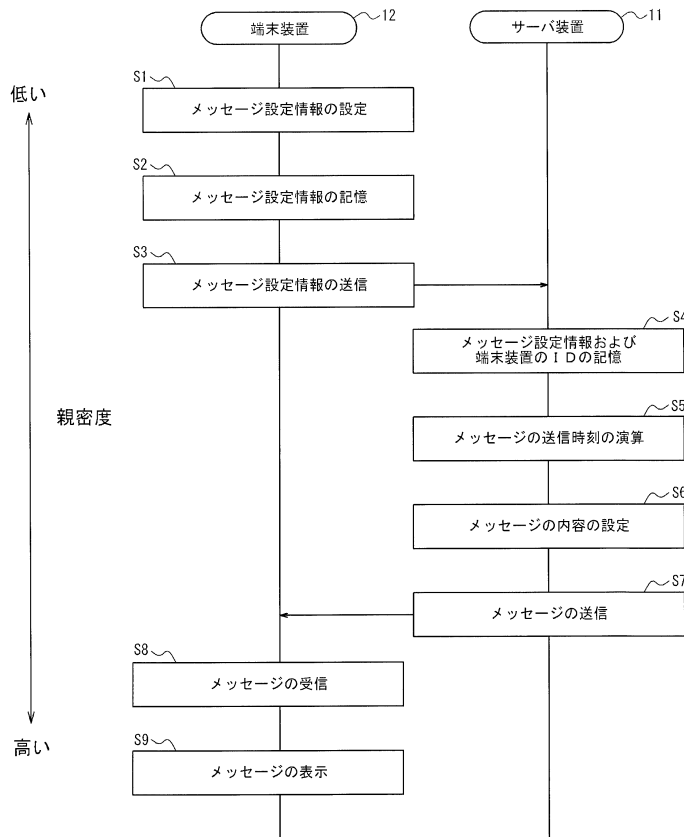 端末装置
12
サーバ装置
11
低い
S1
メッセージ設定情報の設定
S2
メッセージ設定情報の記憶
S3
メッセージ設定情報の送信
S4
メッセージ設定情報および
端末装置のIDの記憶
親密度
S5
メッセージの送信時刻の演算
S6
メッセージの内容の設定
S7
メッセージの送信
S8
メッセージの受信
高い
S9
メッセージの表示